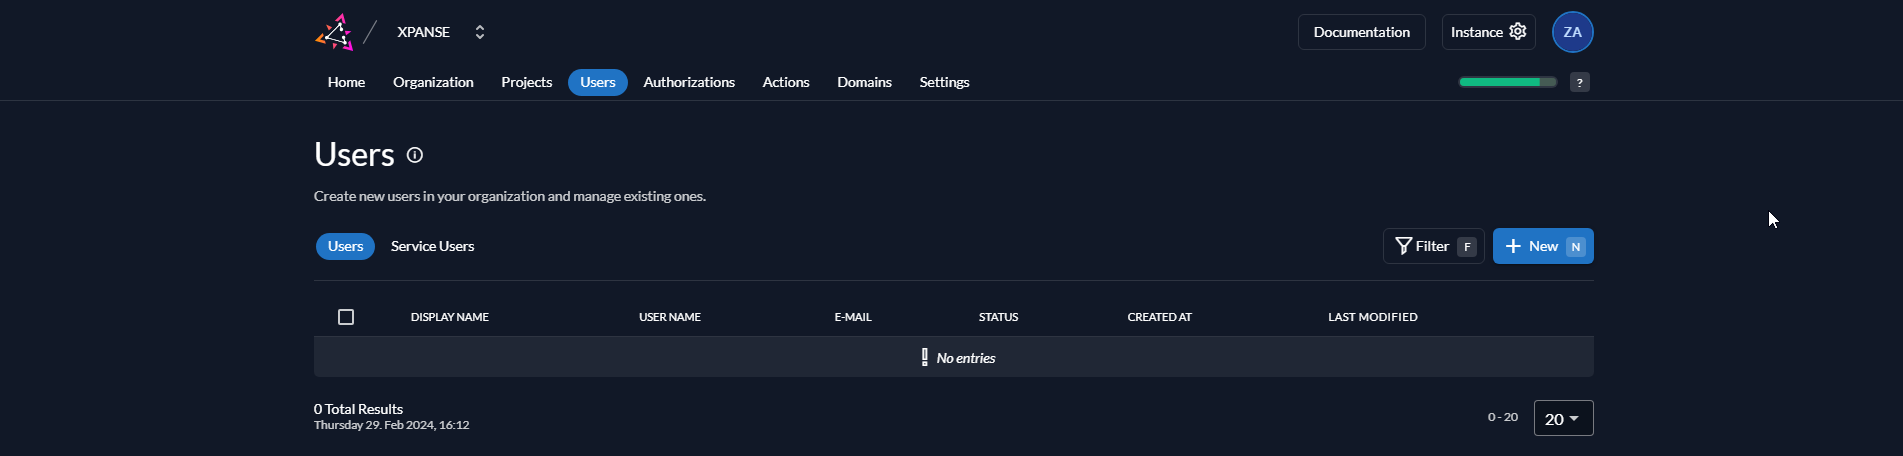 XPANSE
Documentation
Instance
ZA
Home Organization Projects Users Authorizations Actions Domains Settings
?
Users
Create new users in your organization and manage existing ones.
Users Service Users
Filter F
New N
DISPLAY NAME USER NAME E-MAIL STATUS CREATED AT LAST MODIFIED
No entries
0 Total Results
Thursday 29. Feb 2024, 16:12
0 - 20
20